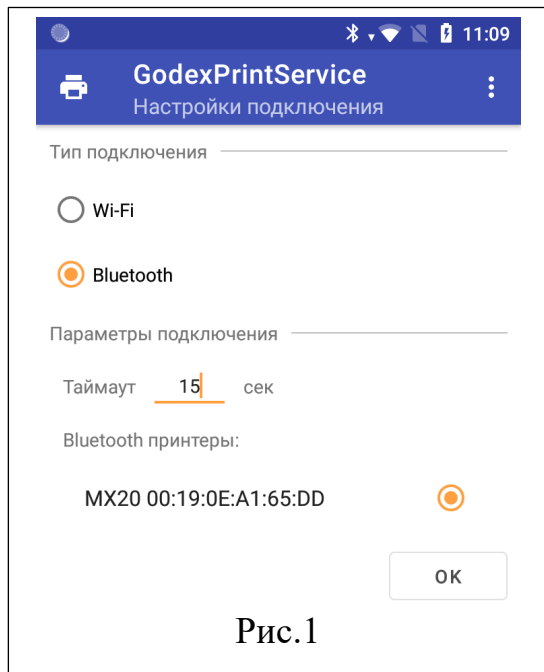 11:09
GodexPrintService
Настройки подключения
Тип подключения
Wi-Fi
Bluetooth
Параметры подключения
Таймаут 15 сек
Bluetooth принтеры:
MX20 00:19:0E:A1:65:DD
ОК
Рис.1